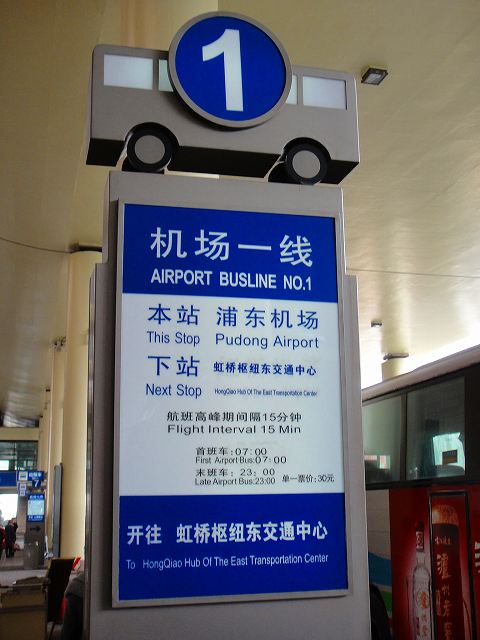 1
机场一线
AIRPORT BUSLINE NO.1
本站 浦东机场
This Stop Pudong Airport
下站 虹桥枢纽东交通中心
Next Stop HongQiao Hub Of The East Transportation Center
航班高峰期间隔15分钟
Flight Interval 15 Min
首班车:07:00
First Airport Bus:07:00
末班车: 23: 00 单一票价:30元
Late Airport Bus:23:00
开往 虹桥枢纽东交通中心
To HongQiao Hub Of The East Transportation Center
7
泸州